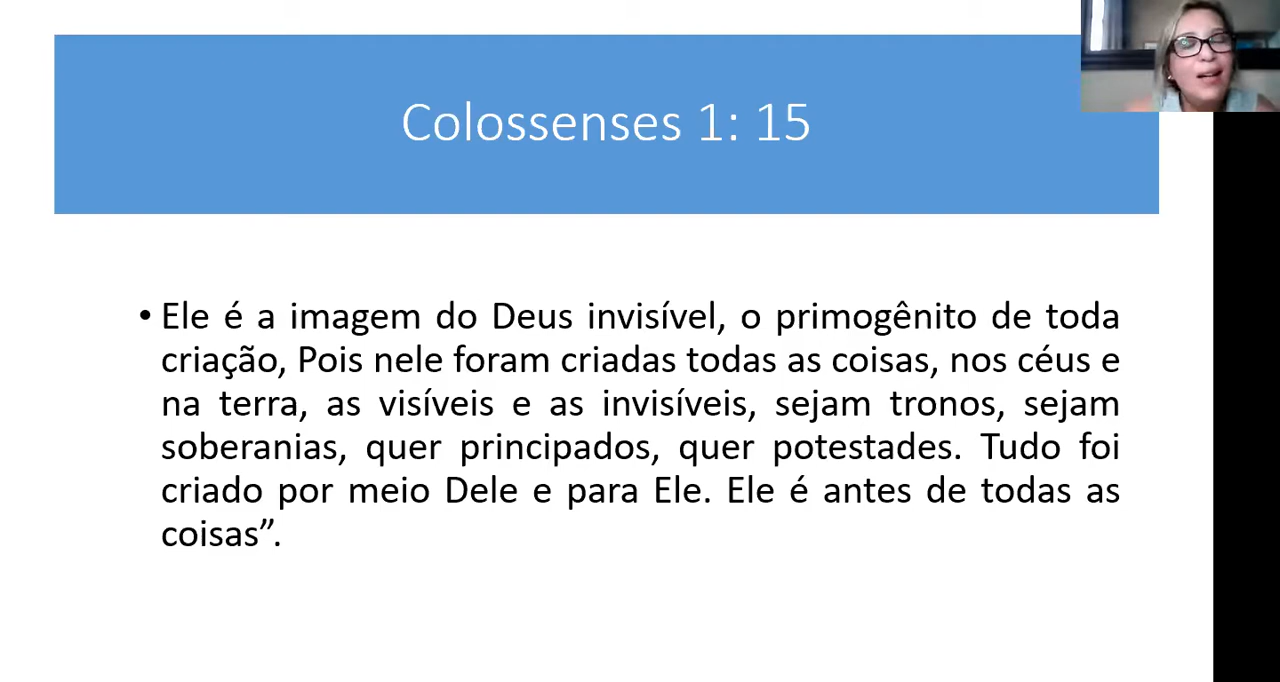 Colossenses 1: 15
• Ele é a imagem do Deus invisível, o primogênito de toda
criação, Pois nele foram criadas todas as coisas, nos céus e
na terra, as visíveis e as invisíveis, sejam tronos, sejam
soberanias, quer principados, quer potestades. Tudo foi
criado por meio Dele e para Ele. Ele é antes de todas as
coisas”.